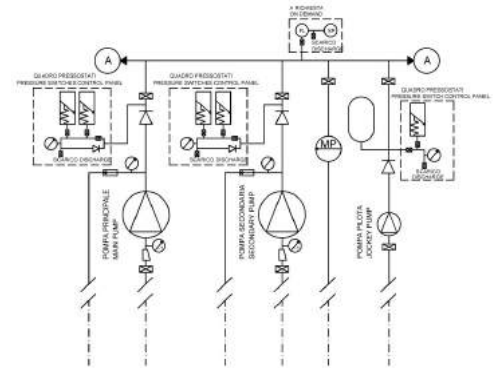 A RICHIESTA
ON DEMAND
FL
MP
SCARICO
DISCHARGE
A
A
QUADRO PRESSOSTATI
PRESSURE SWITCHES CONTROL PANEL
QUADRO PRESSOSTATI
PRESSURE SWITCHES CONTROL PANEL
QUADRO PRESSOSTATI
PRESSURE SWITCH CONTROL PANEL
SCARICO DISCHARGE
SCARICO DISCHARGE
MP
SCARICO
DISCHARGE
POMPA PRINCIPALE
MAIN PUMP
POMPA SECONDARIA
SECONDARY PUMP
POMPA PILOTA
JOCKEY PUMP